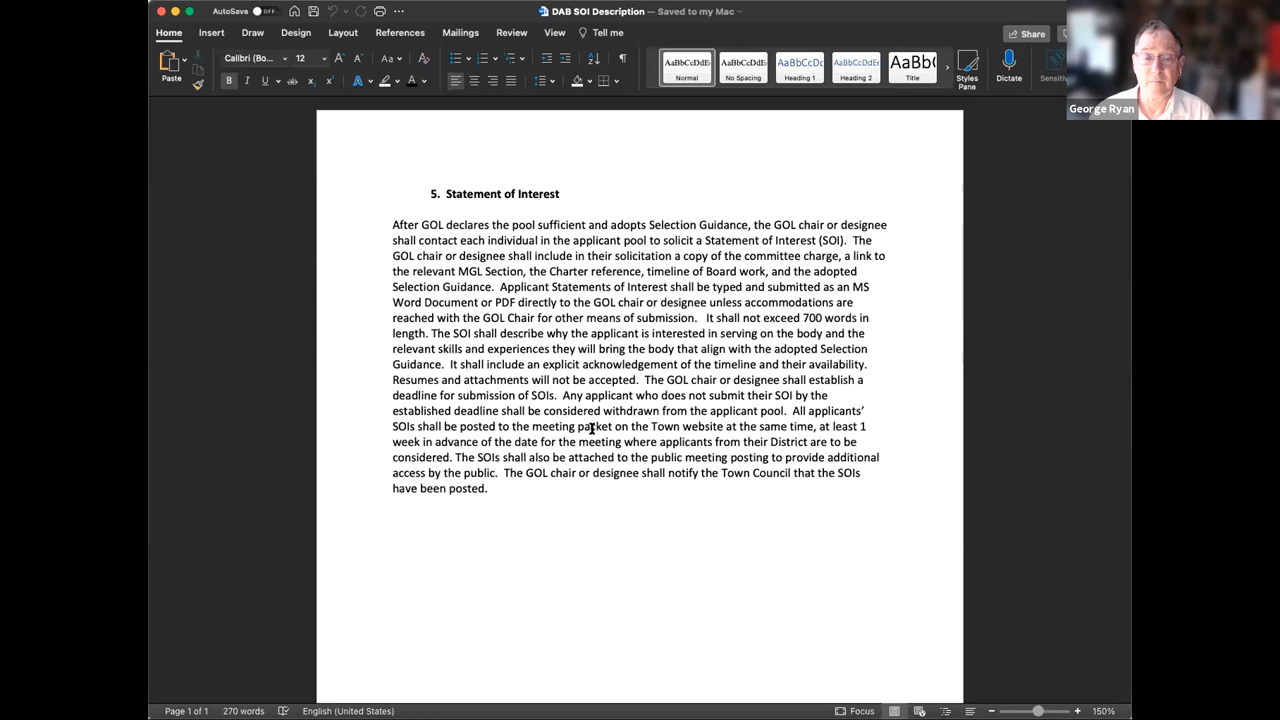 AutoSave OFF
DAB SOI Description — Saved to my Mac
Home Insert Draw Design Layout References Mailings Review View Tell me
Share
Paste
Calibri (Bo... 12
AaBbCcDdE
Normal
AaBbCcDdEe
No Spacing
AaBbCcDc
Heading 1
AaBbCcDdEe
Heading 2
AaBb(
Title
Styles
Pane
Dictate
Sensitiv
George Ryan
5. Statement of Interest
After GOL declares the pool sufficient and adopts Selection Guidance, the GOL chair or designee
shall contact each individual in the applicant pool to solicit a Statement of Interest (SOI). The
GOL chair or designee shall include in their solicitation a copy of the committee charge, a link to
the relevant MGL Section, the Charter reference, timeline of Board work, and the adopted
Selection Guidance. Applicant Statements of Interest shall be typed and submitted as an MS
Word Document or PDF directly to the GOL chair or designee unless accommodations are
reached with the GOL Chair for other means of submission. It shall not exceed 700 words in
length. The SOI shall describe why the applicant is interested in serving on the body and the
relevant skills and experiences they will bring the body that align with the adopted Selection
Guidance. It shall include an explicit acknowledgement of the timeline and their availability.
Resumes and attachments will not be accepted. The GOL chair or designee shall establish a
deadline for submission of SOIs. Any applicant who does not submit their SOI by the
established deadline shall be considered withdrawn from the applicant pool. All applicants’
SOIs shall be posted to the meeting packet on the Town website at the same time, at least 1
week in advance of the date for the meeting where applicants from their District are to be
considered. The SOIs shall also be attached to the public meeting posting to provide additional
access by the public. The GOL chair or designee shall notify the Town Council that the SOIs
have been posted.
Page 1 of 1 270 words English (United States) Focus 150%